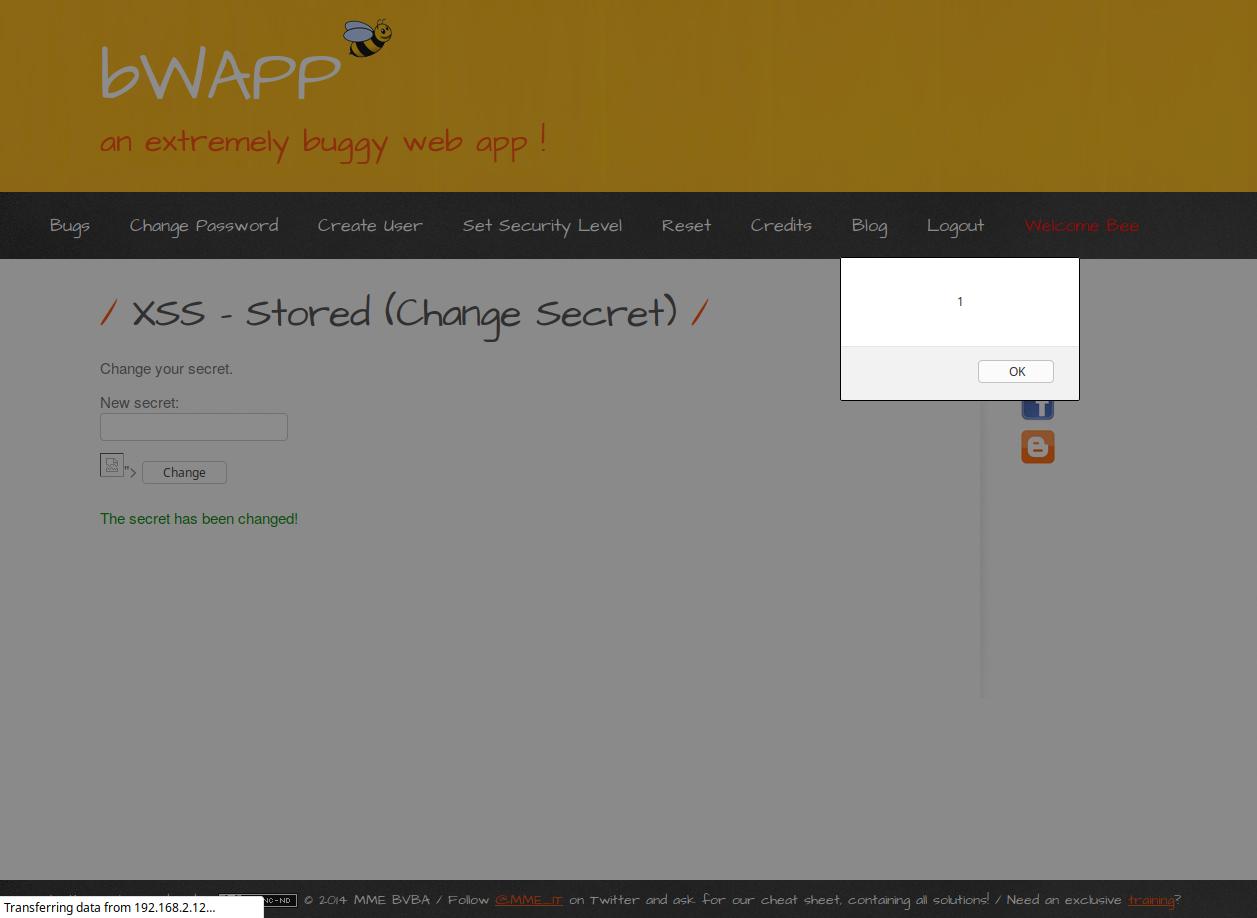 bWAPP
an extremely buggy web app !
Bugs Change Password Create User Set Security Level Reset Credits Blog Logout Welcome Bee
1
OK
/ XSS - Stored (Change Secret) /
Change your secret.
New secret:
"> Change
The secret has been changed!
NC-ND © 2014 MME BVBA / Follow @MME_IT on Twitter and ask for our cheat sheet, containing all solutions! / Need an exclusive training?
Transferring data from 192.168.2.12...